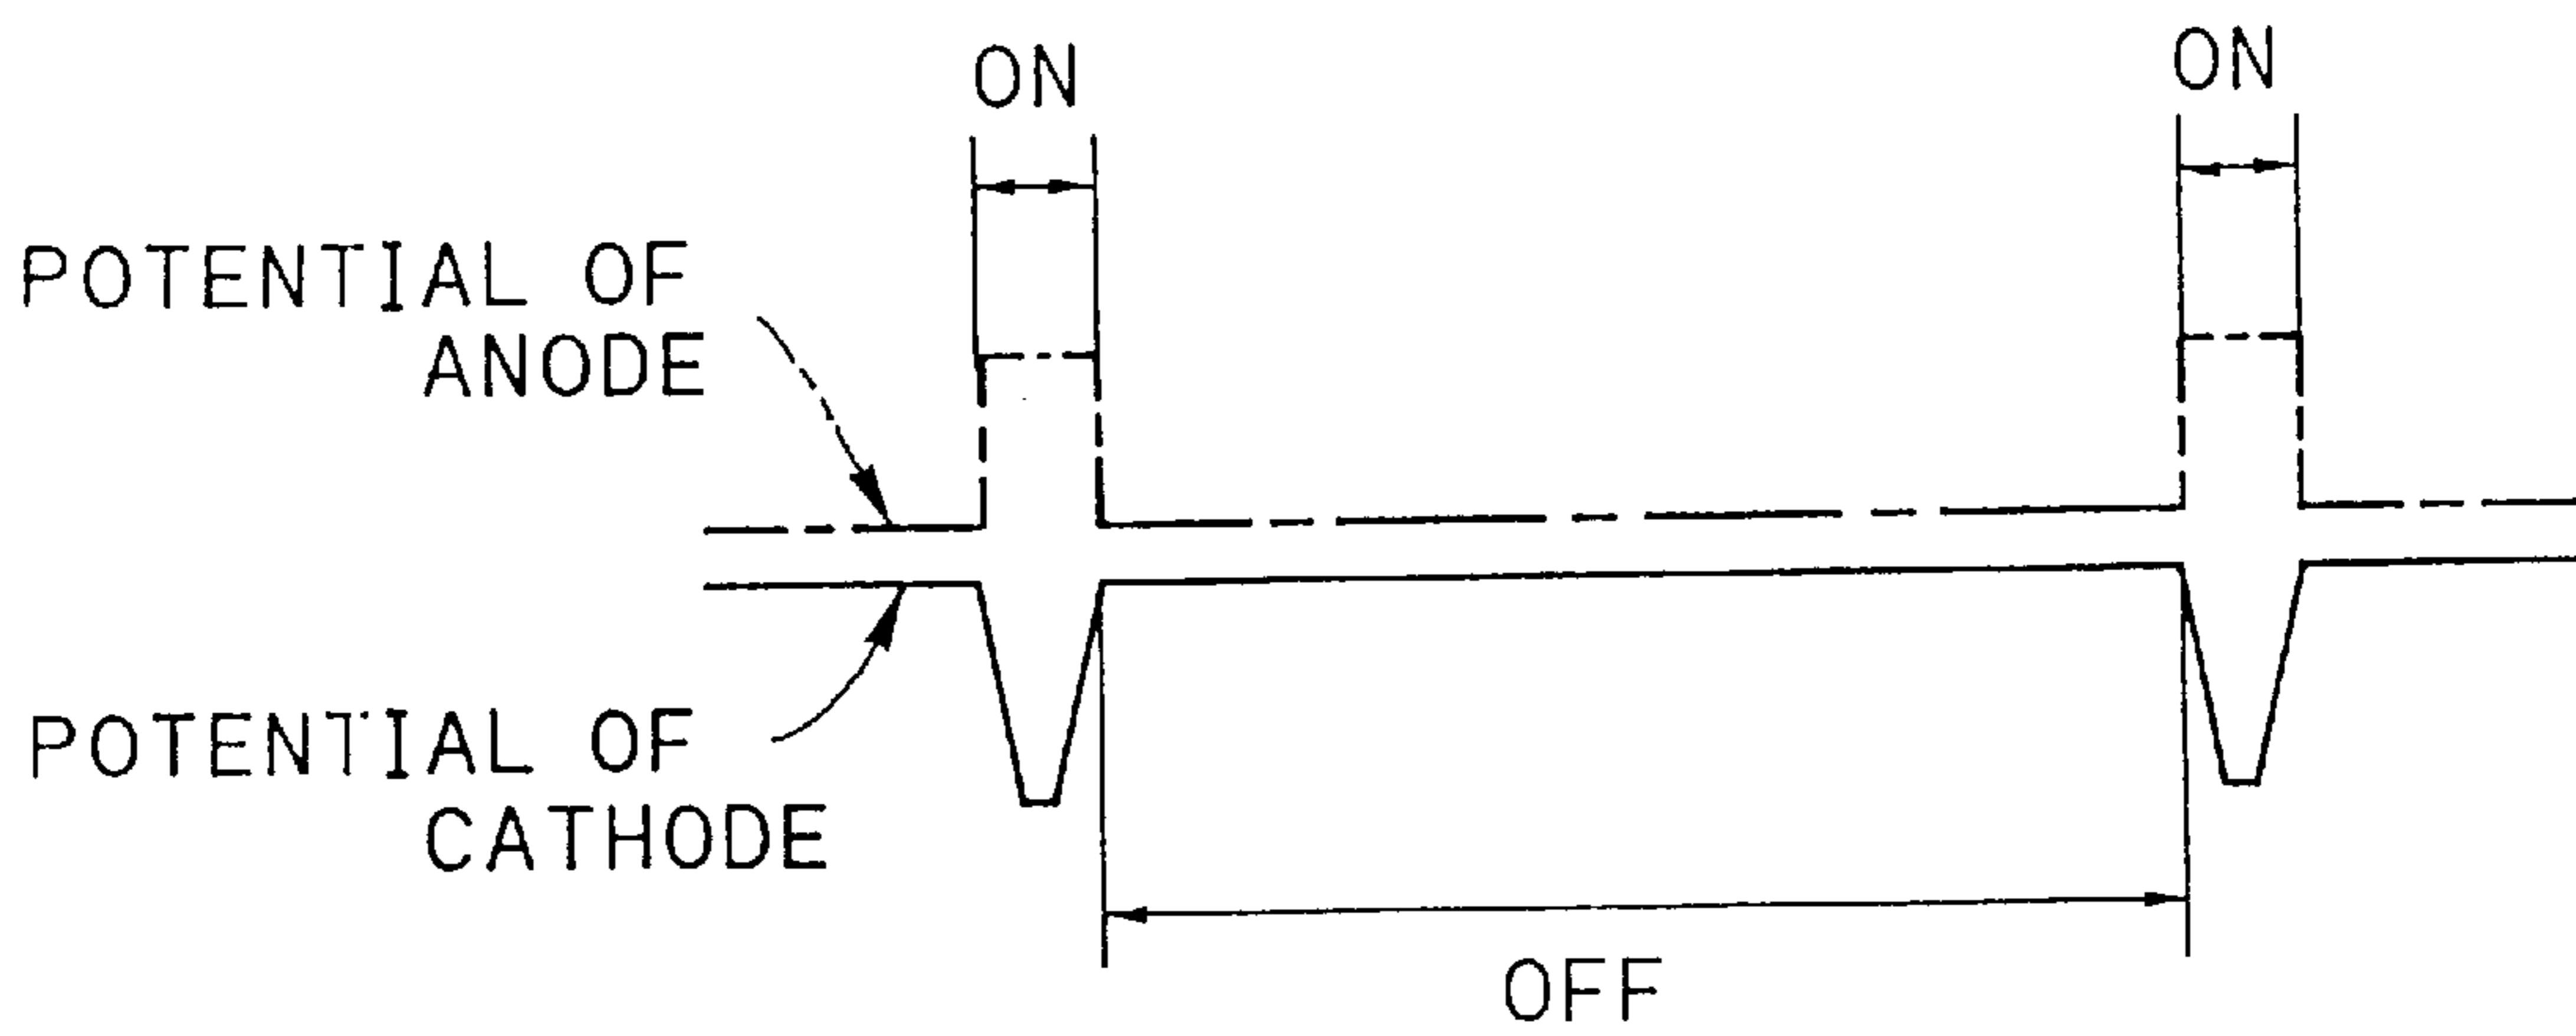 ON
ON
POTENTIAL OF
ANODE
POTENTIAL OF
CATHODE
OFF